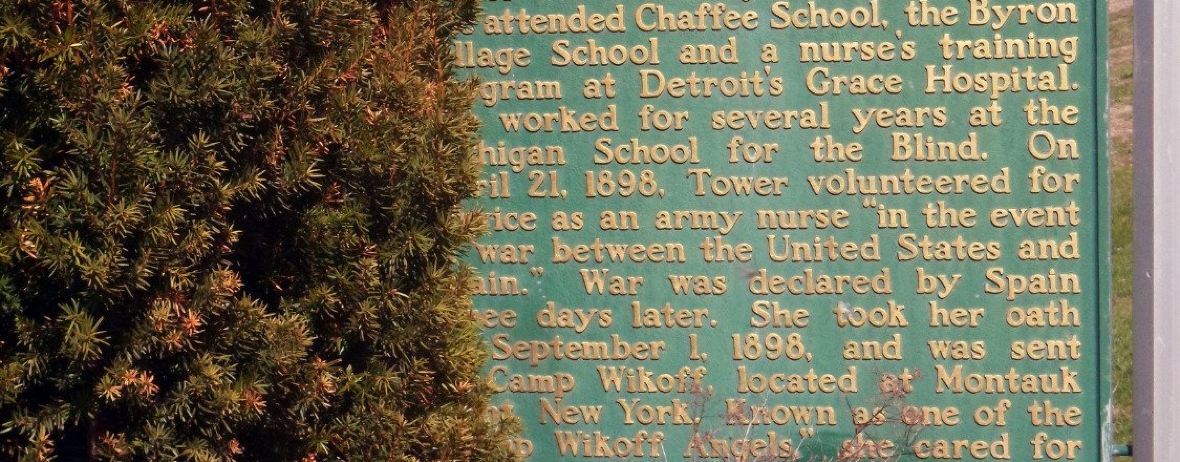 attended Chaffee School, the Byron
llage School and a nurse's training
gram at Detroit's Grace Hospital.
worked for several years at the
higan School for the Blind. On
ril 21, 1898, Tower volunteered for
vice as an army nurse "in the event
war between the United States and
ain." War was declared by Spain
ee days later. She took her oath
September 1, 1898, and was sent
Camp Wikoff, located at Montauk
New York. Known as one of the
p Wikoff Angels," she cared for